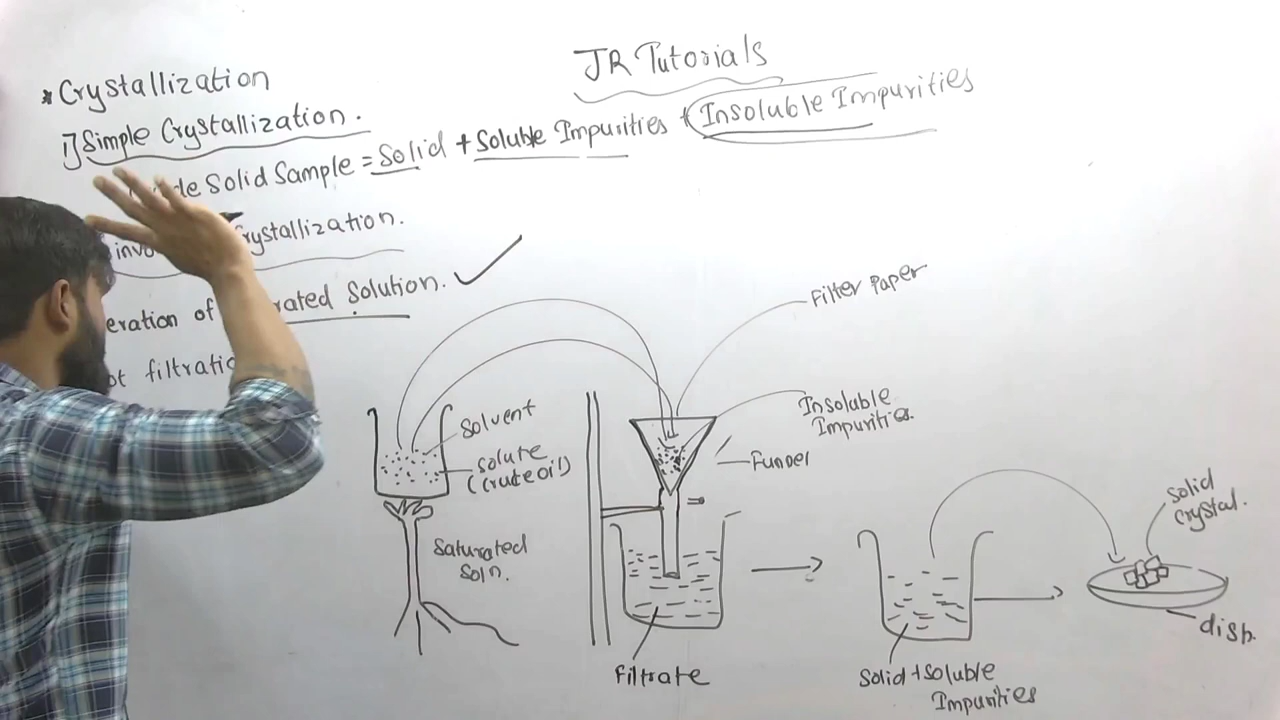 JR Tutorials
* Crystallization
1] Simple Crystallization.
Solid Sample = Solid + Soluble Impurities + Insoluble Impurities
Crystallization.
of Solution.
Filter Paper
Solvent
Solute
(crude oil)
Saturated
Soln.
Insoluble
Impurities.
Funnel
Filtrate
Solid + Soluble
Impurities
Solid
Crystal.
dish.